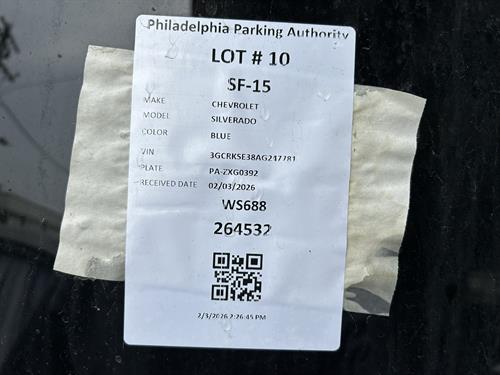 Philadelphia Parking Authority
LOT # 10
SF-15
MAKE CHEVROLET
MODEL SILVERADO
COLOR BLUE
VIN 3GCRKSE38AG247781
PLATE PA-ZXG0392
RECEIVED DATE 02/03/2026
WS688
264532
2/3/2026 2:26:45 PM